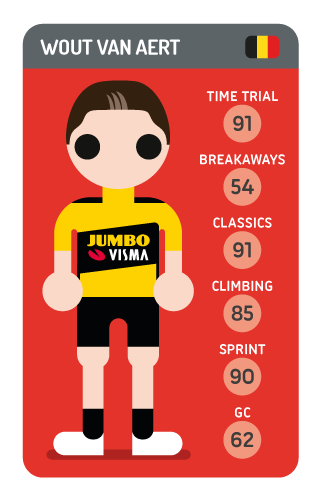 WOUT VAN AERT
TIME TRIAL
91
BREAKAWAYS
54
CLASSICS
91
CLIMBING
85
SPRINT
90
GC
62
JUMBO
VISMA